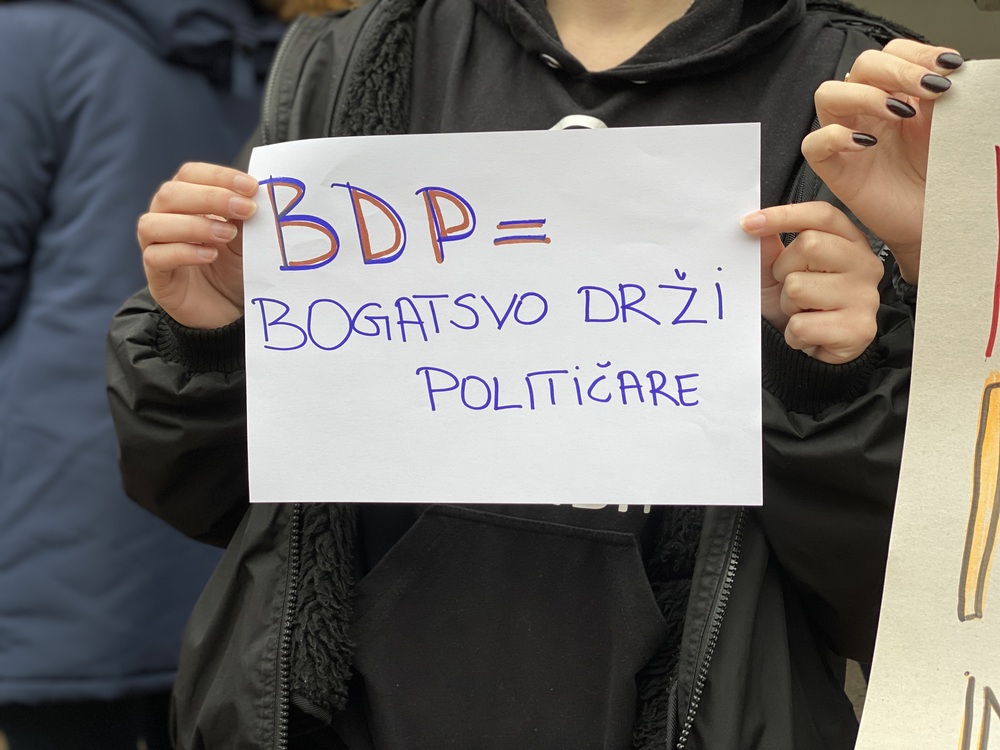 BDP=
BOGATSVO DRŽI
POLITIČARE